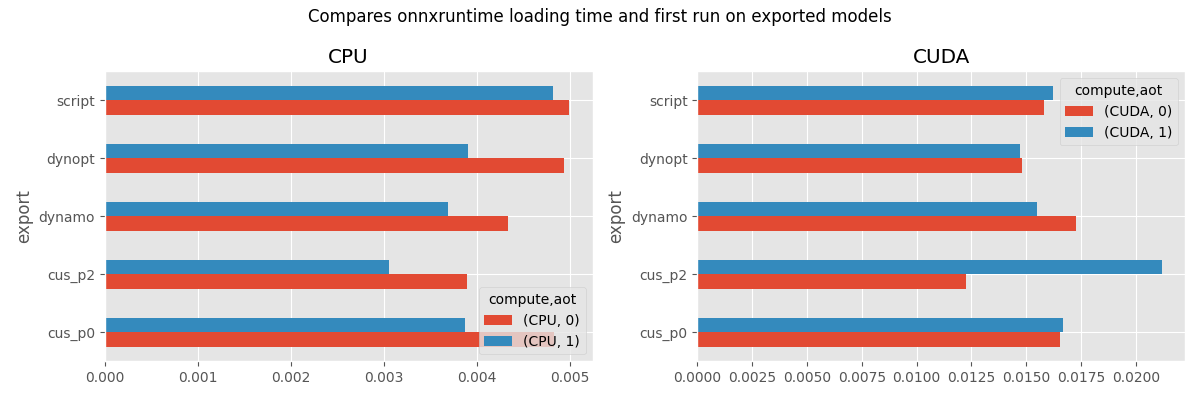 Compares onnxruntime loading time and first run on exported models
CPU
export
script
dynopt
dynamo
cus_p2
cus_p0
compute,aot
(CPU, 0)
(CPU, 1)
0.000 0.001 0.002 0.003 0.004 0.005
CUDA
export
script
dynopt
dynamo
cus_p2
cus_p0
compute,aot
(CUDA, 0)
(CUDA, 1)
0.0000 0.0025 0.0050 0.0075 0.0100 0.0125 0.0150 0.0175 0.0200